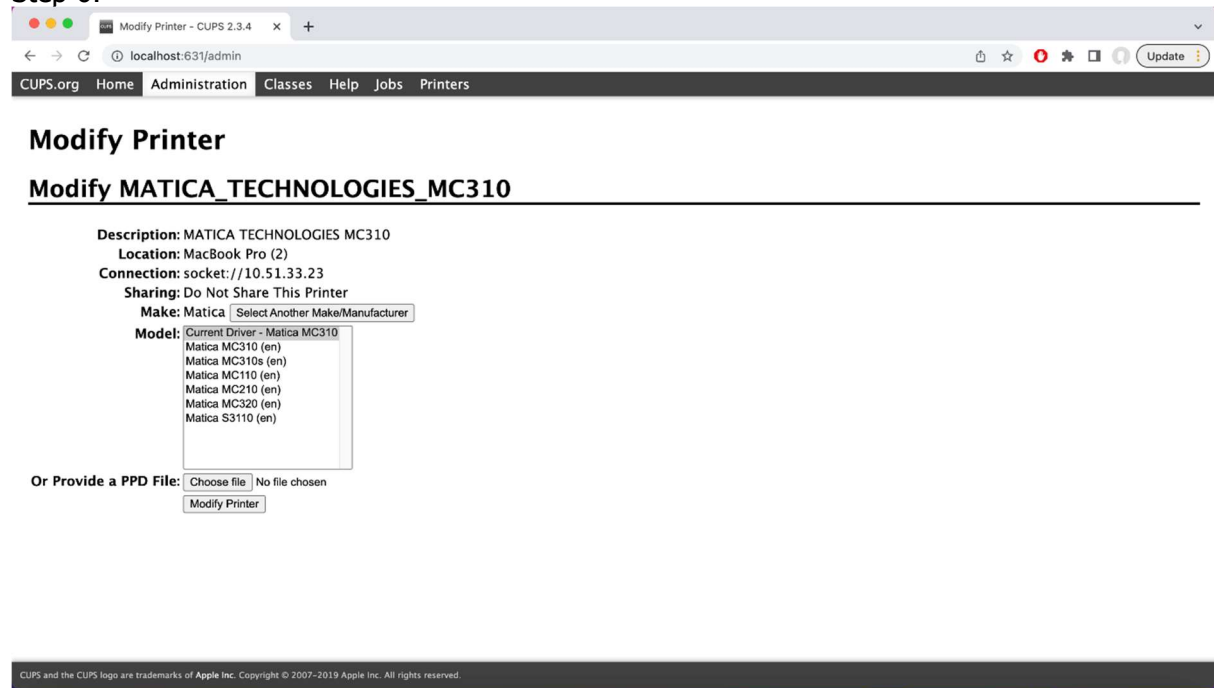 Step 6:
Modify Printer - CUPS 2.3.4
localhost:631/admin
Update
CUPS.org Home Administration Classes Help Jobs Printers
Modify Printer
Modify MATICA_TECHNOLOGIES_MC310
Description: MATICA TECHNOLOGIES MC310
Location: MacBook Pro (2)
Connection: socket://10.51.33.23
Sharing: Do Not Share This Printer
Make: Matica Select Another Make/Manufacturer
Model: Current Driver - Matica MC310
Matica MC310 (en)
Matica MC310s (en)
Matica MC110 (en)
Matica MC210 (en)
Matica MC320 (en)
Matica S3110 (en)
Or Provide a PPD File: Choose file No file chosen
Modify Printer
CUPS and the CUPS logo are trademarks of Apple Inc. Copyright © 2007-2019 Apple Inc. All rights reserved.